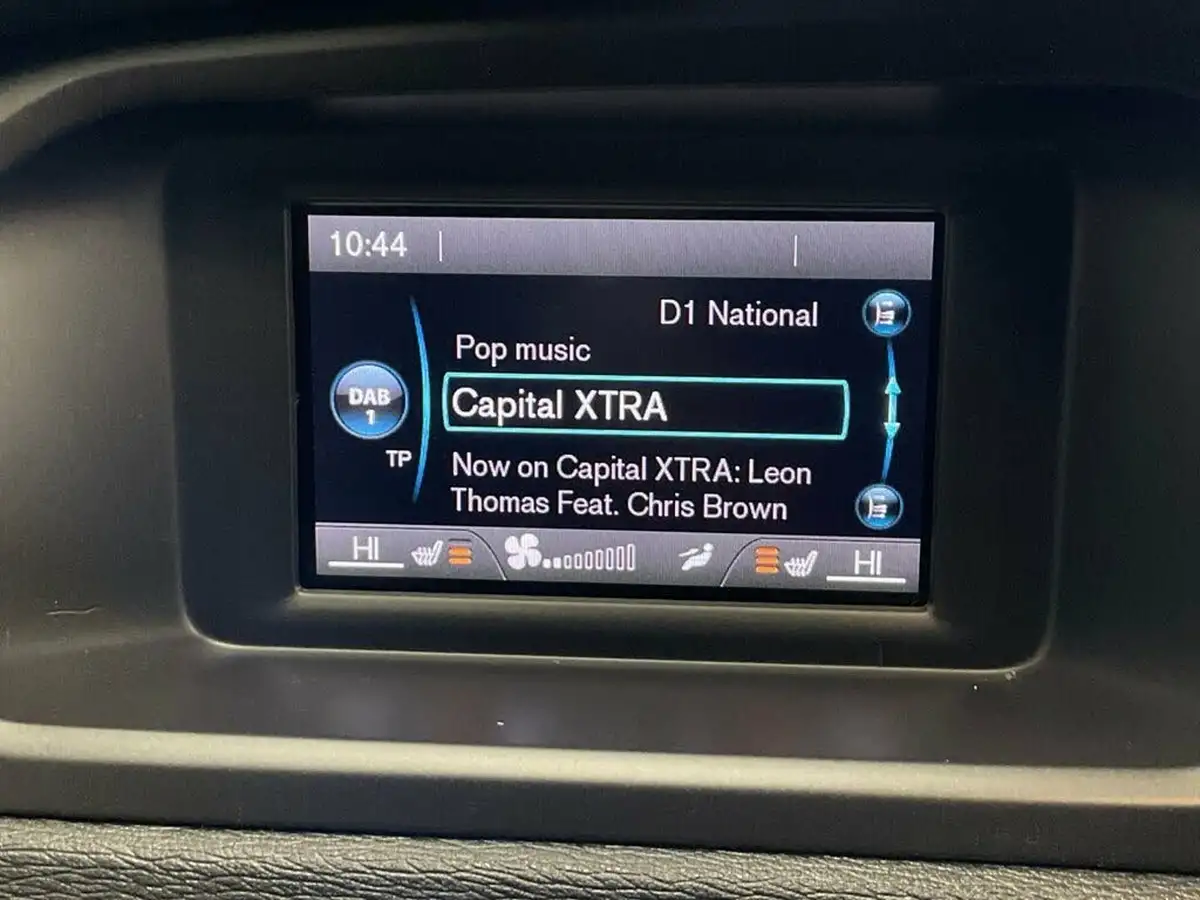 10:44
D1 National
Pop music
DAB
1
Capital XTRA
TP
Now on Capital XTRA: Leon
Thomas Feat. Chris Brown
HI
HI